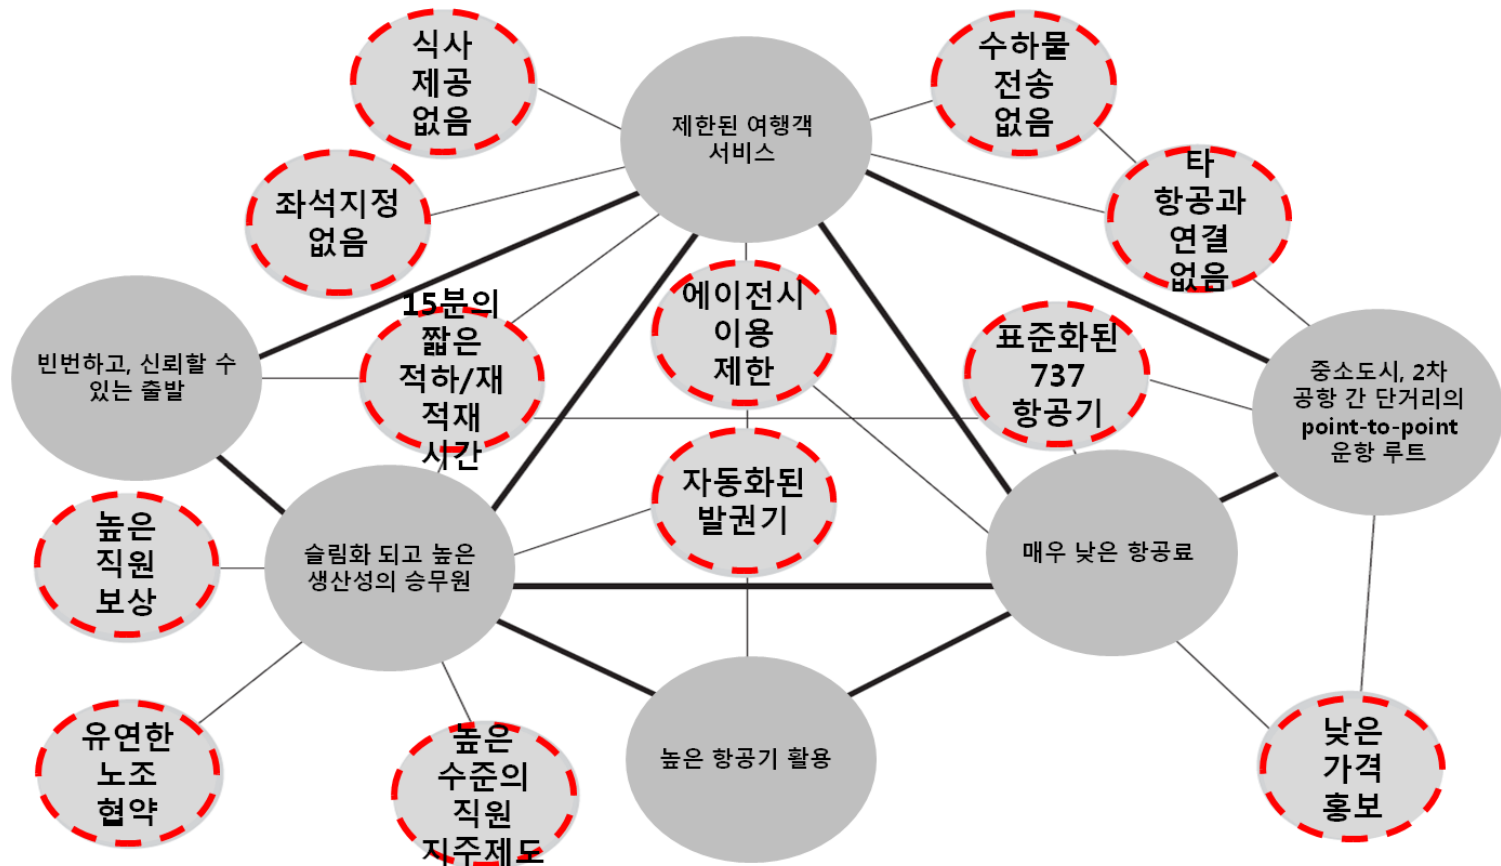 식사
제공
없음
수하물
전송
없음
제한된 여행객
서비스
좌석지정
없음
타
항공과
연결
없음
15분의
짧은
적하/재
적재
시간
에이전시
이용
제한
표준화된
737
항공기
빈번하고, 신뢰할 수
있는 출발
중소도시, 2차
공항 간 단거리의
point-to-point
운항 루트
자동화된
발권기
높은
직원
보상
슬림화 되고 높은
생산성의 승무원
매우 낮은 항공료
유연한
노조
협약
높은
수준의
직원
지주제도
높은 항공기 활용
낮은
가격
홍보